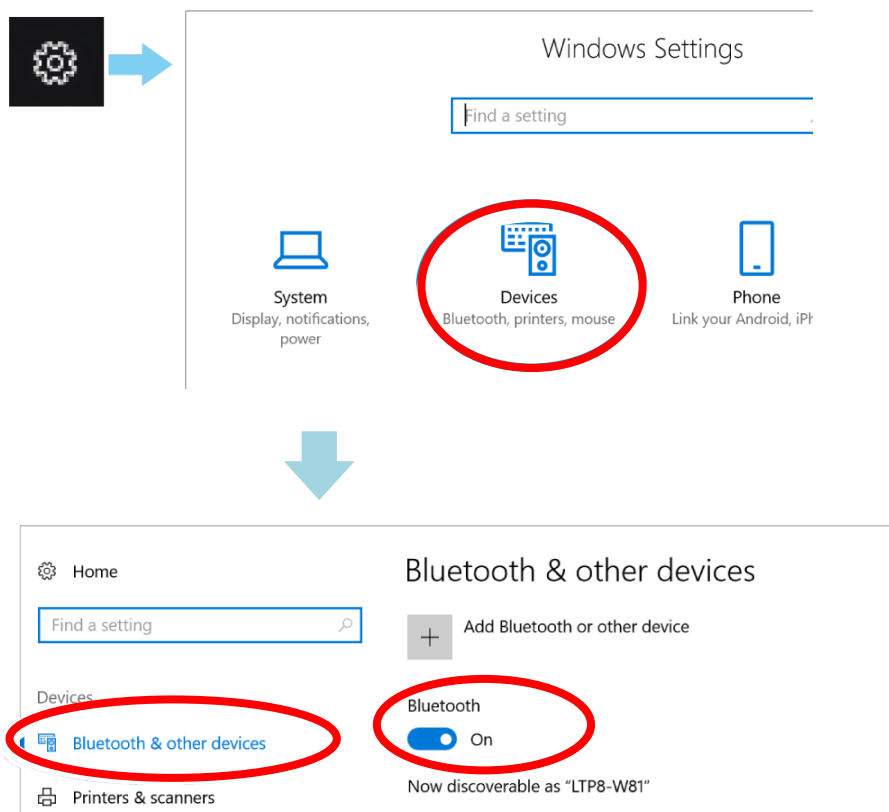 Windows Settings
Find a setting
System
Display, notifications,
power
Devices
Bluetooth, printers, mouse
Phone
Link your Android, iPh
Home
Find a setting
Devices
Bluetooth & other devices
Printers & scanners
Bluetooth & other devices
Add Bluetooth or other device
Bluetooth
On
Now discoverable as “LTP8-W81”